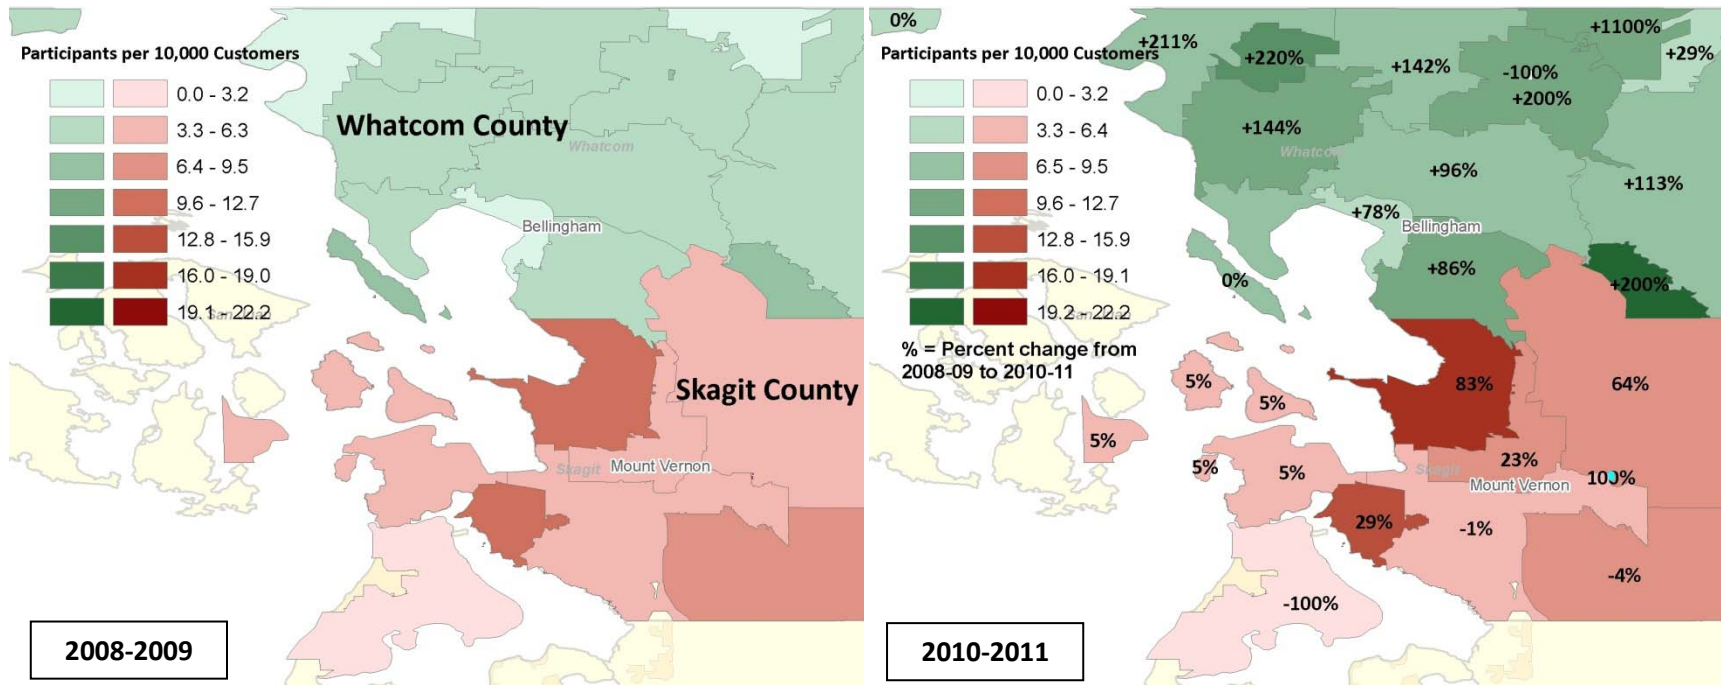 Participants per 10,000 Customers
0.0 - 3.2
3.3 - 6.3
6.4 - 9.5
9.6 - 12.7
12.8 - 15.9
16.0 - 19.0
19.1 - 22.2
Whatcom County
Whatcom
Bellingham
Skagit County
Skagit
Mount Vernon
2008-2009
0%
Participants per 10,000 Customers
0.0 - 3.2
3.3 - 6.4
6.5 - 9.5
9.6 - 12.7
12.8 - 15.9
16.0 - 19.1
19.2 - 22.2
% = Percent change from
2008-09 to 2010-11
+211%
+220%
+142%
+1100%
+29%
-100%
+200%
+144%
Whatcom
+96%
+113%
+78%
Bellingham
+86%
0%
+200%
83%
64%
5%
5%
5%
5%
5%
23%
Skagit
Mount Vernon
100%
29%
-1%
-4%
-100%
2010-2011